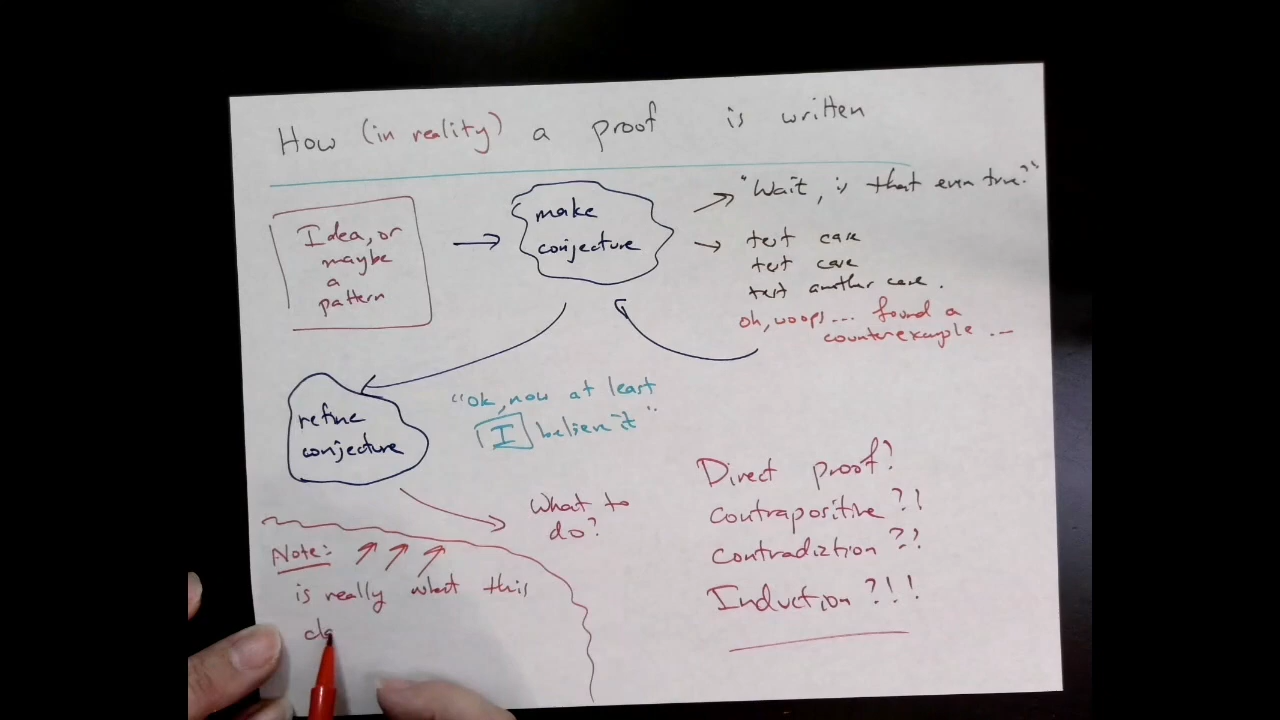 How (in reality) a proof is written
Idea, or
maybe
a
pattern
make
conjecture
"Wait, is that even true?"
test case
test case
test another case.
oh, woops... found a
counterexample...
refine
conjecture
"ok, now at least
I believe it"
What to
do?
Direct proof?
Contrapositive ?!
Contradiction ??
Induction ?!!!
Note:
is really what this
cla